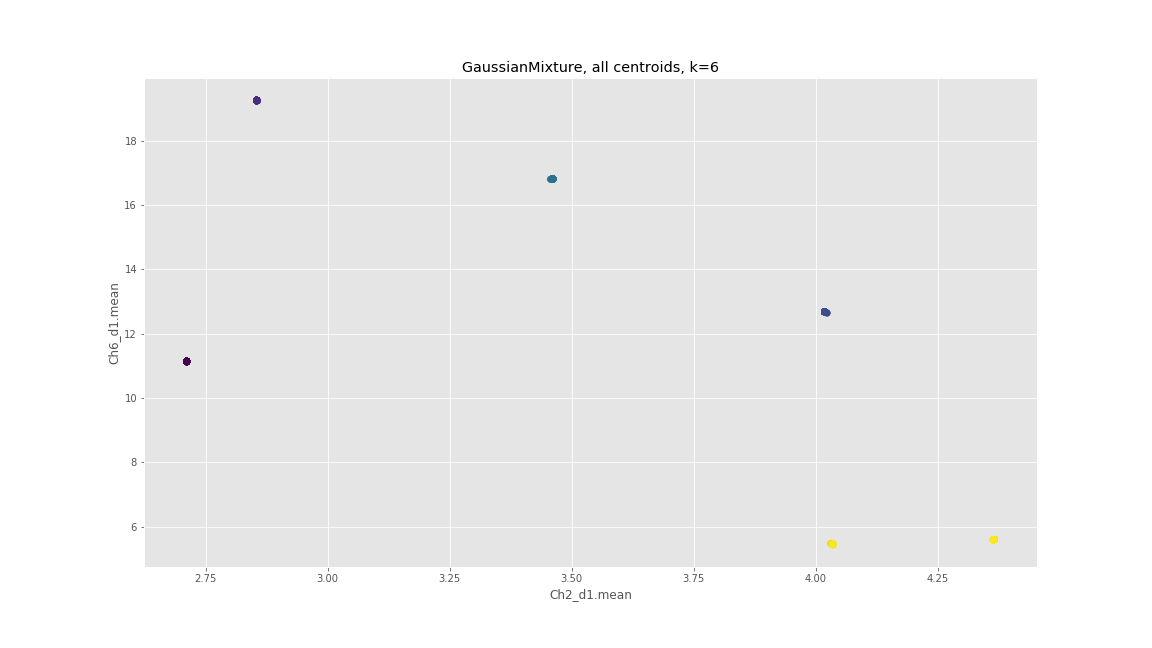 GaussianMixture, all centroids, k=6
18
16
14
12
10
8
6
Ch6_d1.mean
2.75 3.00 3.25 3.50 3.75 4.00 4.25
Ch2_d1.mean